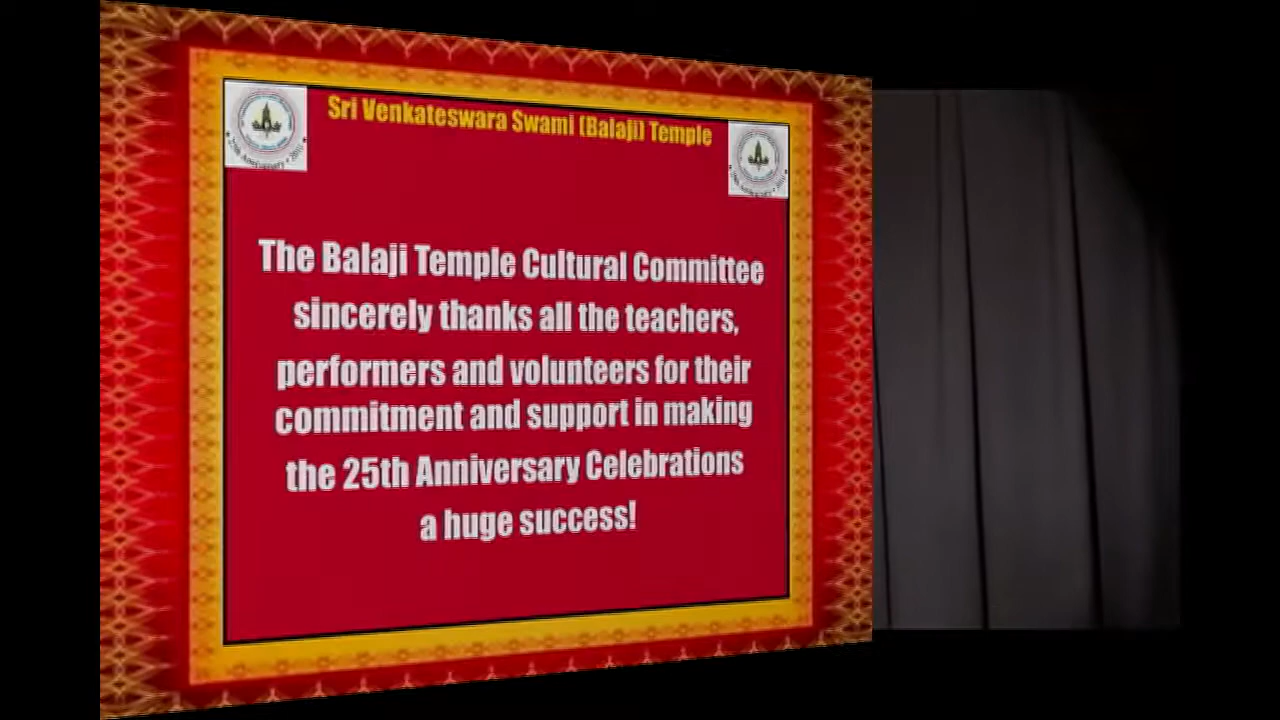 Sri Venkateswara Swami (Balaji) Temple
The Balaji Temple Cultural Committee
sincerely thanks all the teachers,
performers and volunteers for their
commitment and support in making
the 25th Anniversary Celebrations
a huge success!